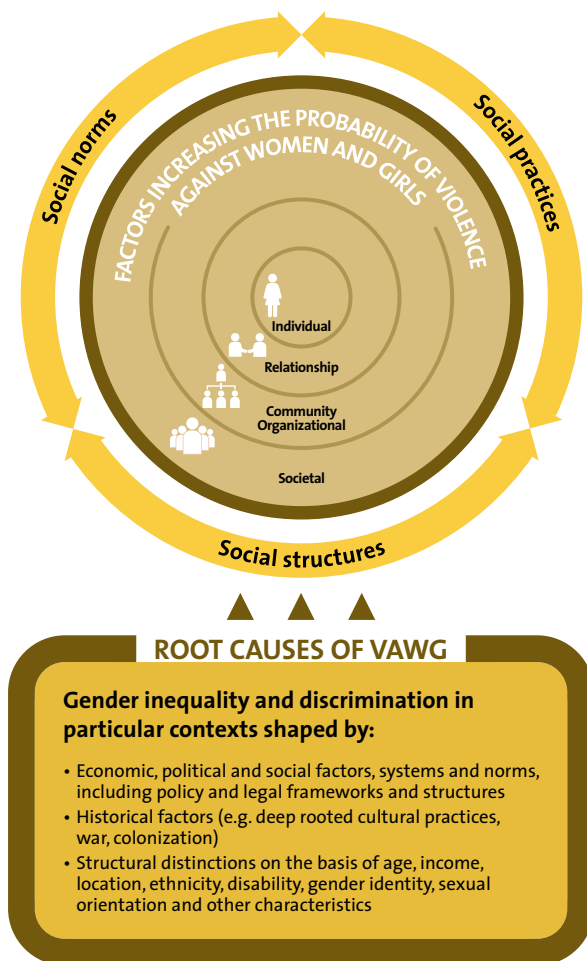 Social norms
Social practices
FACTORS INCREASING THE PROBABILITY OF VIOLENCE
AGAINST WOMEN AND GIRLS
Individual
Relationship
Community
Organizational
Societal
Social structures
ROOT CAUSES OF VAWG
Gender inequality and discrimination in
particular contexts shaped by:
• Economic, political and social factors, systems and norms,
including policy and legal frameworks and structures
• Historical factors (e.g. deep rooted cultural practices,
war, colonization)
• Structural distinctions on the basis of age, income,
location, ethnicity, disability, gender identity, sexual
orientation and other characteristics